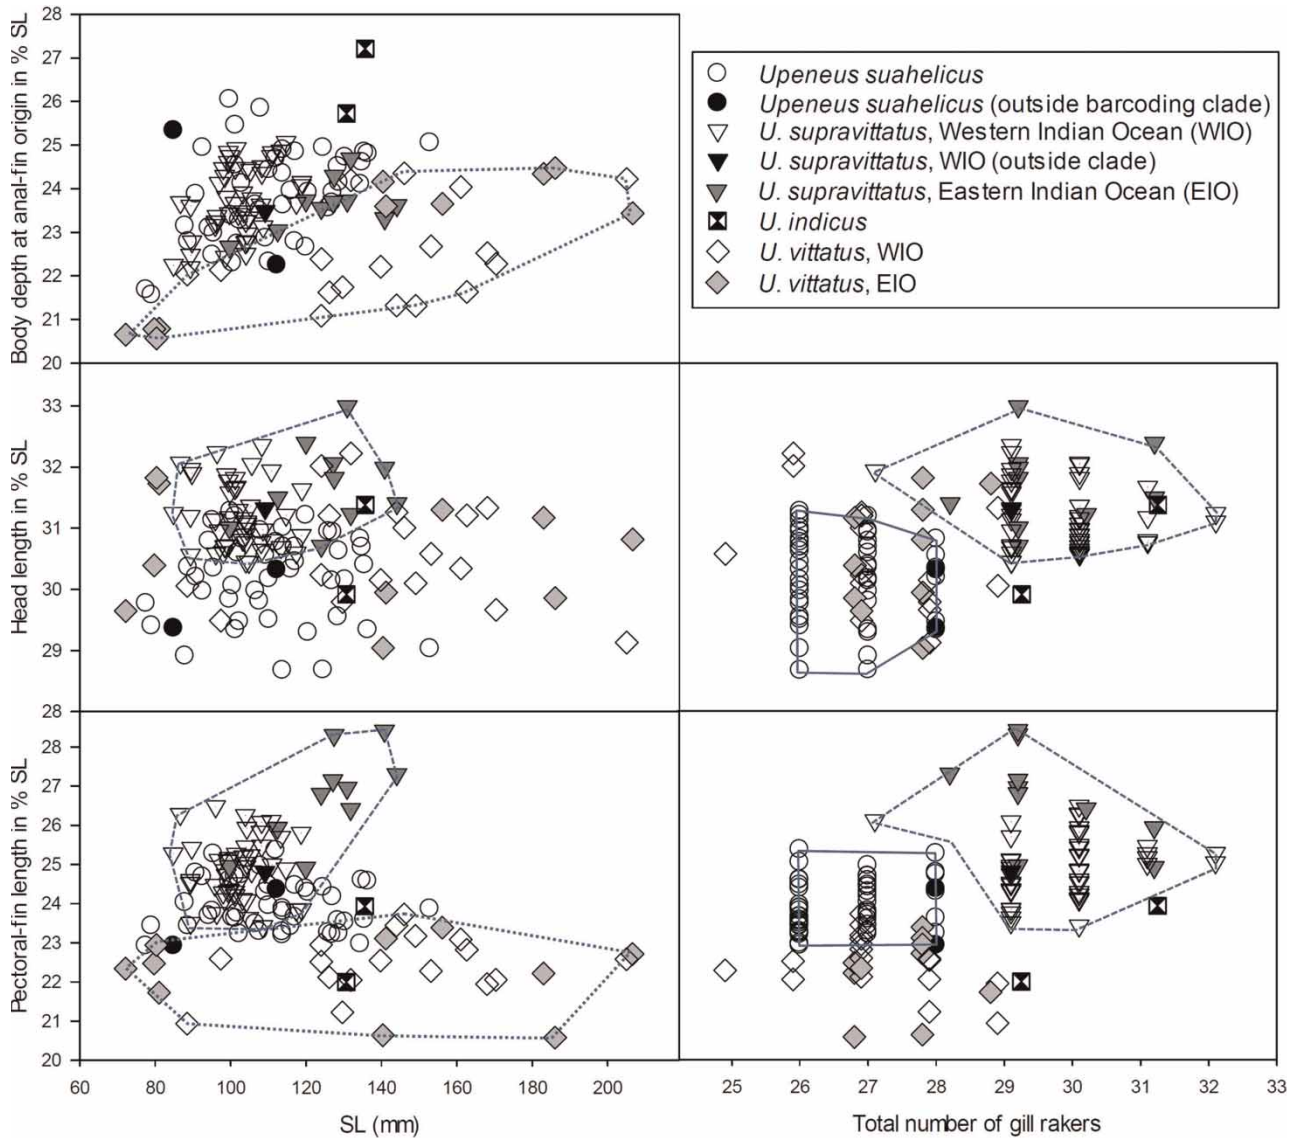 28
27
26
25
24
23
22
21
20
Body depth at anal-fin origin in % SL
Upeneus suahelicus
Upeneus suahelicus (outside barcoding clade)
U. supravittatus, Western Indian Ocean (WIO)
U. supravittatus, WIO (outside clade)
U. supravittatus, Eastern Indian Ocean (EIO)
U. indicus
U. vittatus, WIO
U. vittatus, EIO
33
32
31
30
29
28
Head length in % SL
28
27
26
25
24
23
22
21
20
Pectoral-fin length in % SL
60 80 100 120 140 160 180 200
SL (mm)
25 26 27 28 29 30 31 32 33
Total number of gill rakers